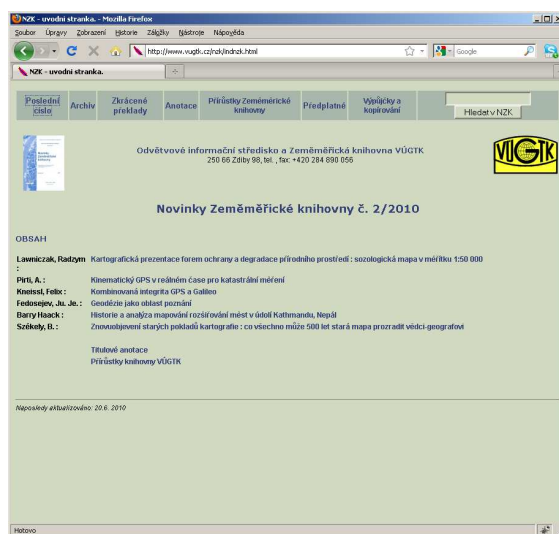 NZK - uvodni stranka. - Mozilla Firefox
Soubor Úpravy Zobrazení Historie Záložky Nástroje Nápověda
http://www.vugtk.cz/nzk/indnzk.html
Google
NZK - uvodni stranka.
Poslední číslo
Archiv
Zkrácené překlady
Anotace
Přírůstky Zeměměřické knihovny
Předplatné
Výpůjčky a kopírování
Hledat v NZK
Odvětvové informační středisko a Zeměměřická knihovna VÚGTK
250 66 Zdiby 98, tel. , fax: +420 284 890 056
VÚGTK
Novinky Zeměměřické knihovny č. 2/2010
OBSAH
Lawniczak, Radzym : Kartografická prezentace forem ochrany a degradace přírodního prostředí : sozologická mapa v měřítku 1:50 000
Pirti, A. : Kinematický GPS v reálném čase pro katastrální měření
Kneissl, Felix : Kombinovaná integrita GPS a Galileo
Fedosejev, Ju. Je. : Geodézie jako oblast poznání
Barry Haack : Historie a analýza mapování rozšiřování měst v údolí Kathmandu, Nepál
Székely, B. : Znovuobjevení starých pokladů kartografie : co všechno může 500 let stará mapa prozradit vědci-geografovi
Titulové anotace
Přírůstky knihovny VÚGTK
Naposledy aktualizováno: 20.6. 2010
Hotovo